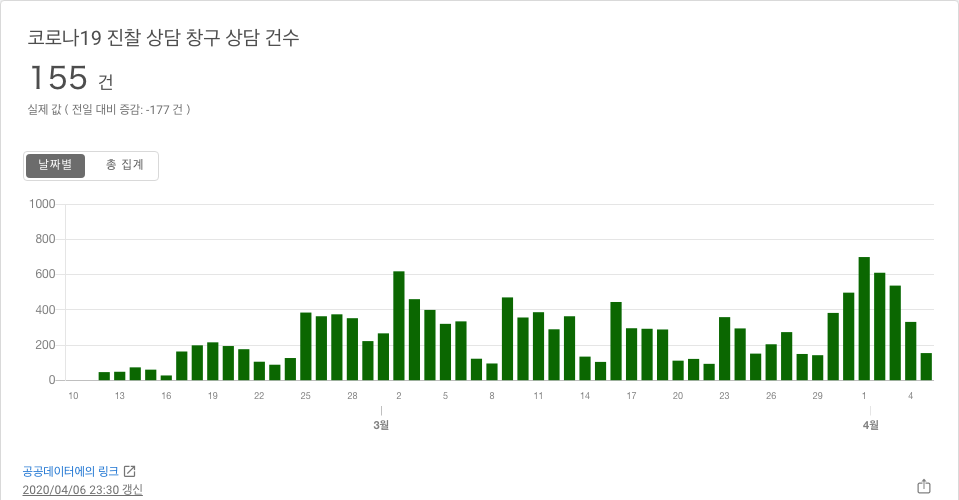 코로나19 진찰 상담 창구 상담 건수
155 건
실제 값 ( 전일 대비 증감: -177 건 )
날짜별 총 집계
1000
800
600
400
200
0
10 13 16 19 22 25 28 2 5 8 11 14 17 20 23 26 29 1 4
3월 4월
공공데이터에의 링크
2020/04/06 23:30 갱신